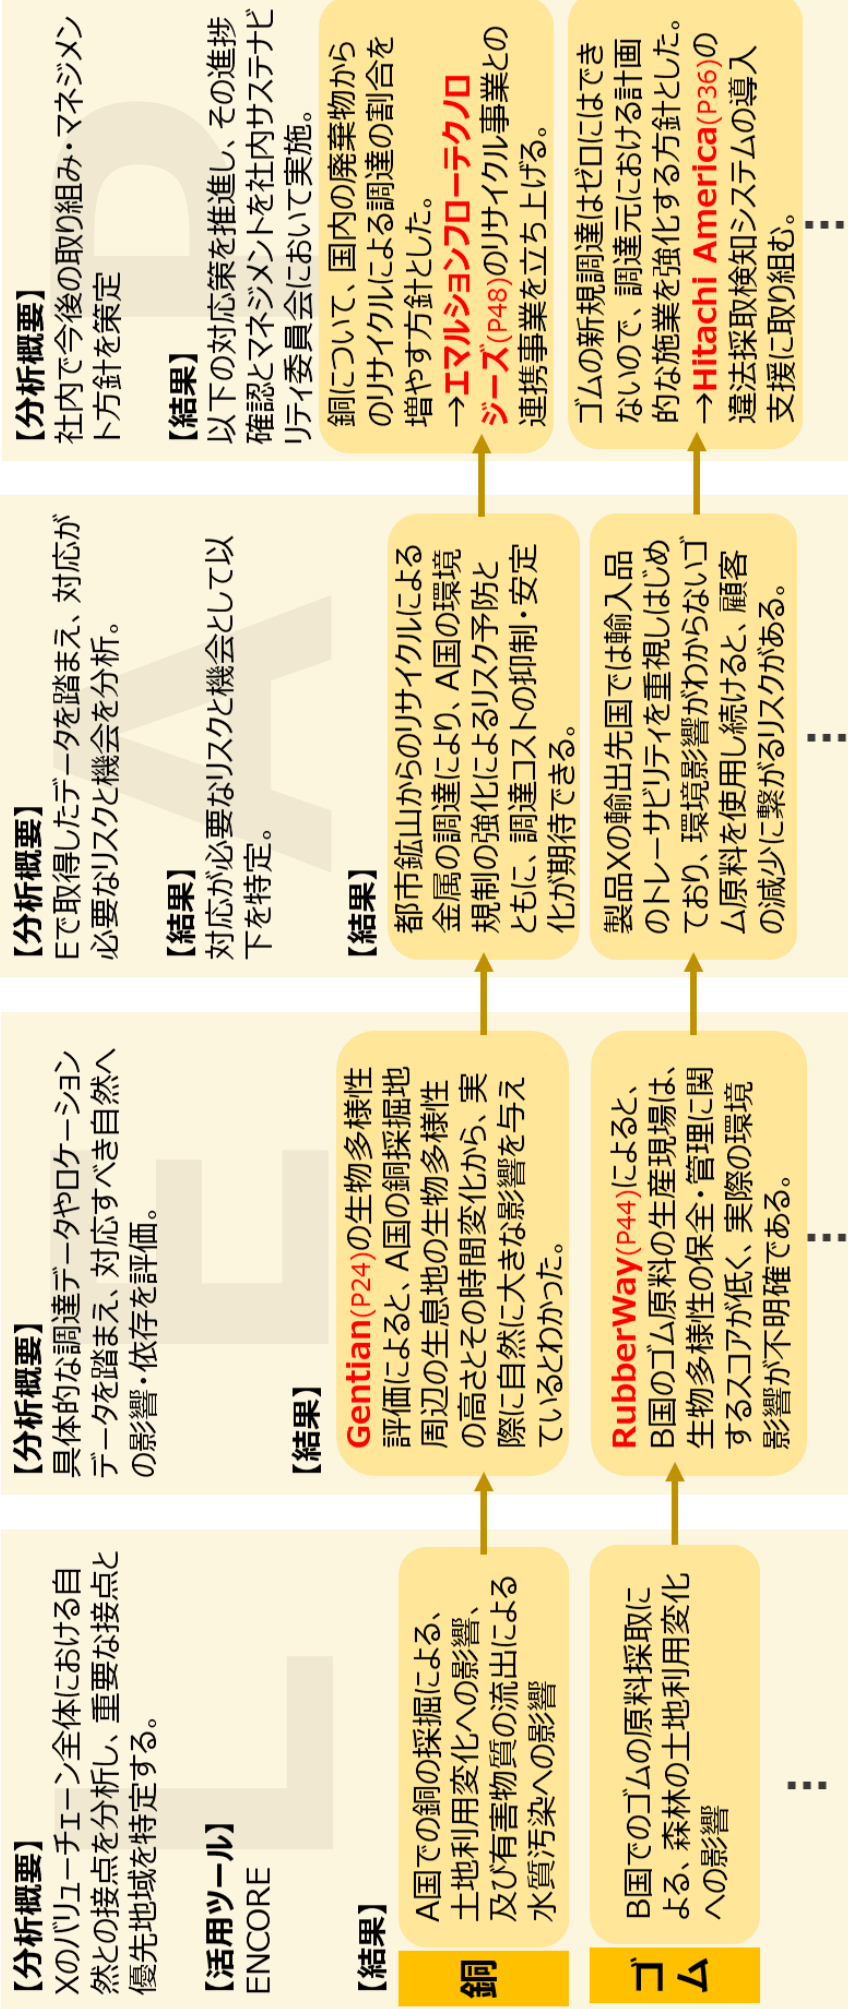 【分析概要】
Xのバリューチェーン全体における自
然との接点を分析し、重要な接点と
優先地域を特定する。
【活用ツール】
ENCORE
【結果】
銅
A国での銅の採掘による、
土地利用変化への影響、
及び有害物質の流出による
水質汚染への影響
ゴ
ム
B国でのゴムの原料採取に
よる、森林の土地利用変化
への影響
…
L
【分析概要】
具体的な調達データやロケーション
データを踏まえ、対応すべき自然へ
の影響・依存を評価。
【結果】
Gentian(P24)の生物多様性
評価によると、A国の銅採掘地
周辺の生息地の生物多様性
の高さとその時間変化から、実
際に自然に大きな影響を与え
ているとわかった。
RubberWay(P44)によると、
B国のゴム原料の生産現場は、
生物多様性の保全・管理に関
するスコアが低く、実際の環境
影響が不明確である。
…
E
【分析概要】
Eで取得したデータを踏まえ、対応が
必要なリスクと機会を分析。
【結果】
対応が必要なリスクと機会として以
下を特定。
【結果】
都市鉱山からのリサイクルによる
金属の調達により、A国の環境
規制の強化によるリスク予防と
ともに、調達コストの抑制・安定
化が期待できる。
製品Xの輸出先国では輸入品
のトレーサビリティを重視しはじめ
ており、環境影響がわからないゴ
ム原料を使用し続けると、顧客
の減少に繋がるリスクがある。
…
A
【分析概要】
社内で今後の取り組み・マネジメン
ト方針を策定
【結果】
以下の対応策を推進し、その進捗
確認とマネジメントを社内サステナビ
リティ委員会において実施。
銅について、国内の廃棄物から
のリサイクルによる調達の割合を
増やす方針とした。
→エマルションフローテクノロ
ジーズ(P48)のリサイクル事業との
連携事業を立ち上げる。
ゴムの新規調達はゼロにはでき
ないので、調達元における計画
的な施業を強化する方針とした。
→Hitachi America(P36)の
違法採取検知システムの導入
支援に取り組む。
…
P